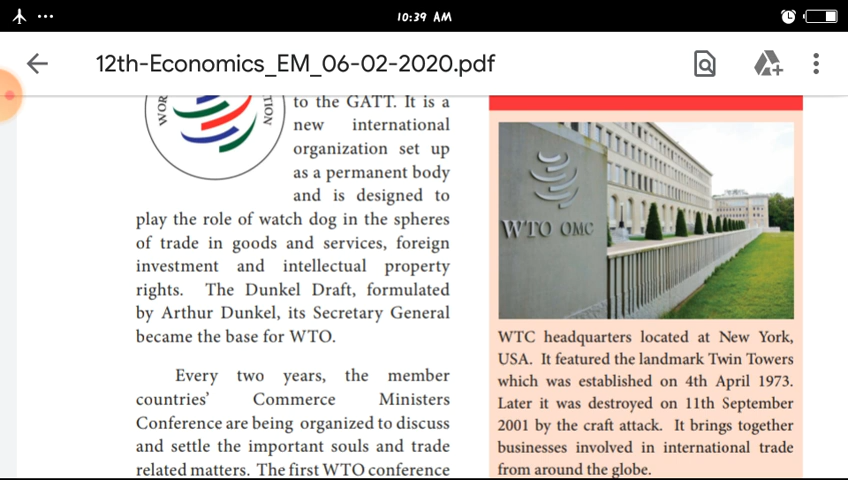 10:39 AM
12th-Economics_EM_06-02-2020.pdf
WOR
TION
to the GATT. It is a
new international
organization set up
as a permanent body
and is designed to
play the role of watch dog in the spheres
of trade in goods and services, foreign
investment and intellectual property
rights. The Dunkel Draft, formulated
by Arthur Dunkel, its Secretary General
became the base for WTO.
Every two years, the member
countries’ Commerce Ministers
Conference are being organized to discuss
and settle the important souls and trade
related matters. The first WTO conference
WTO OMC
WTC headquarters located at New York,
USA. It featured the landmark Twin Towers
which was established on 4th April 1973.
Later it was destroyed on 11th September
2001 by the craft attack. It brings together
businesses involved in international trade
from around the globe.